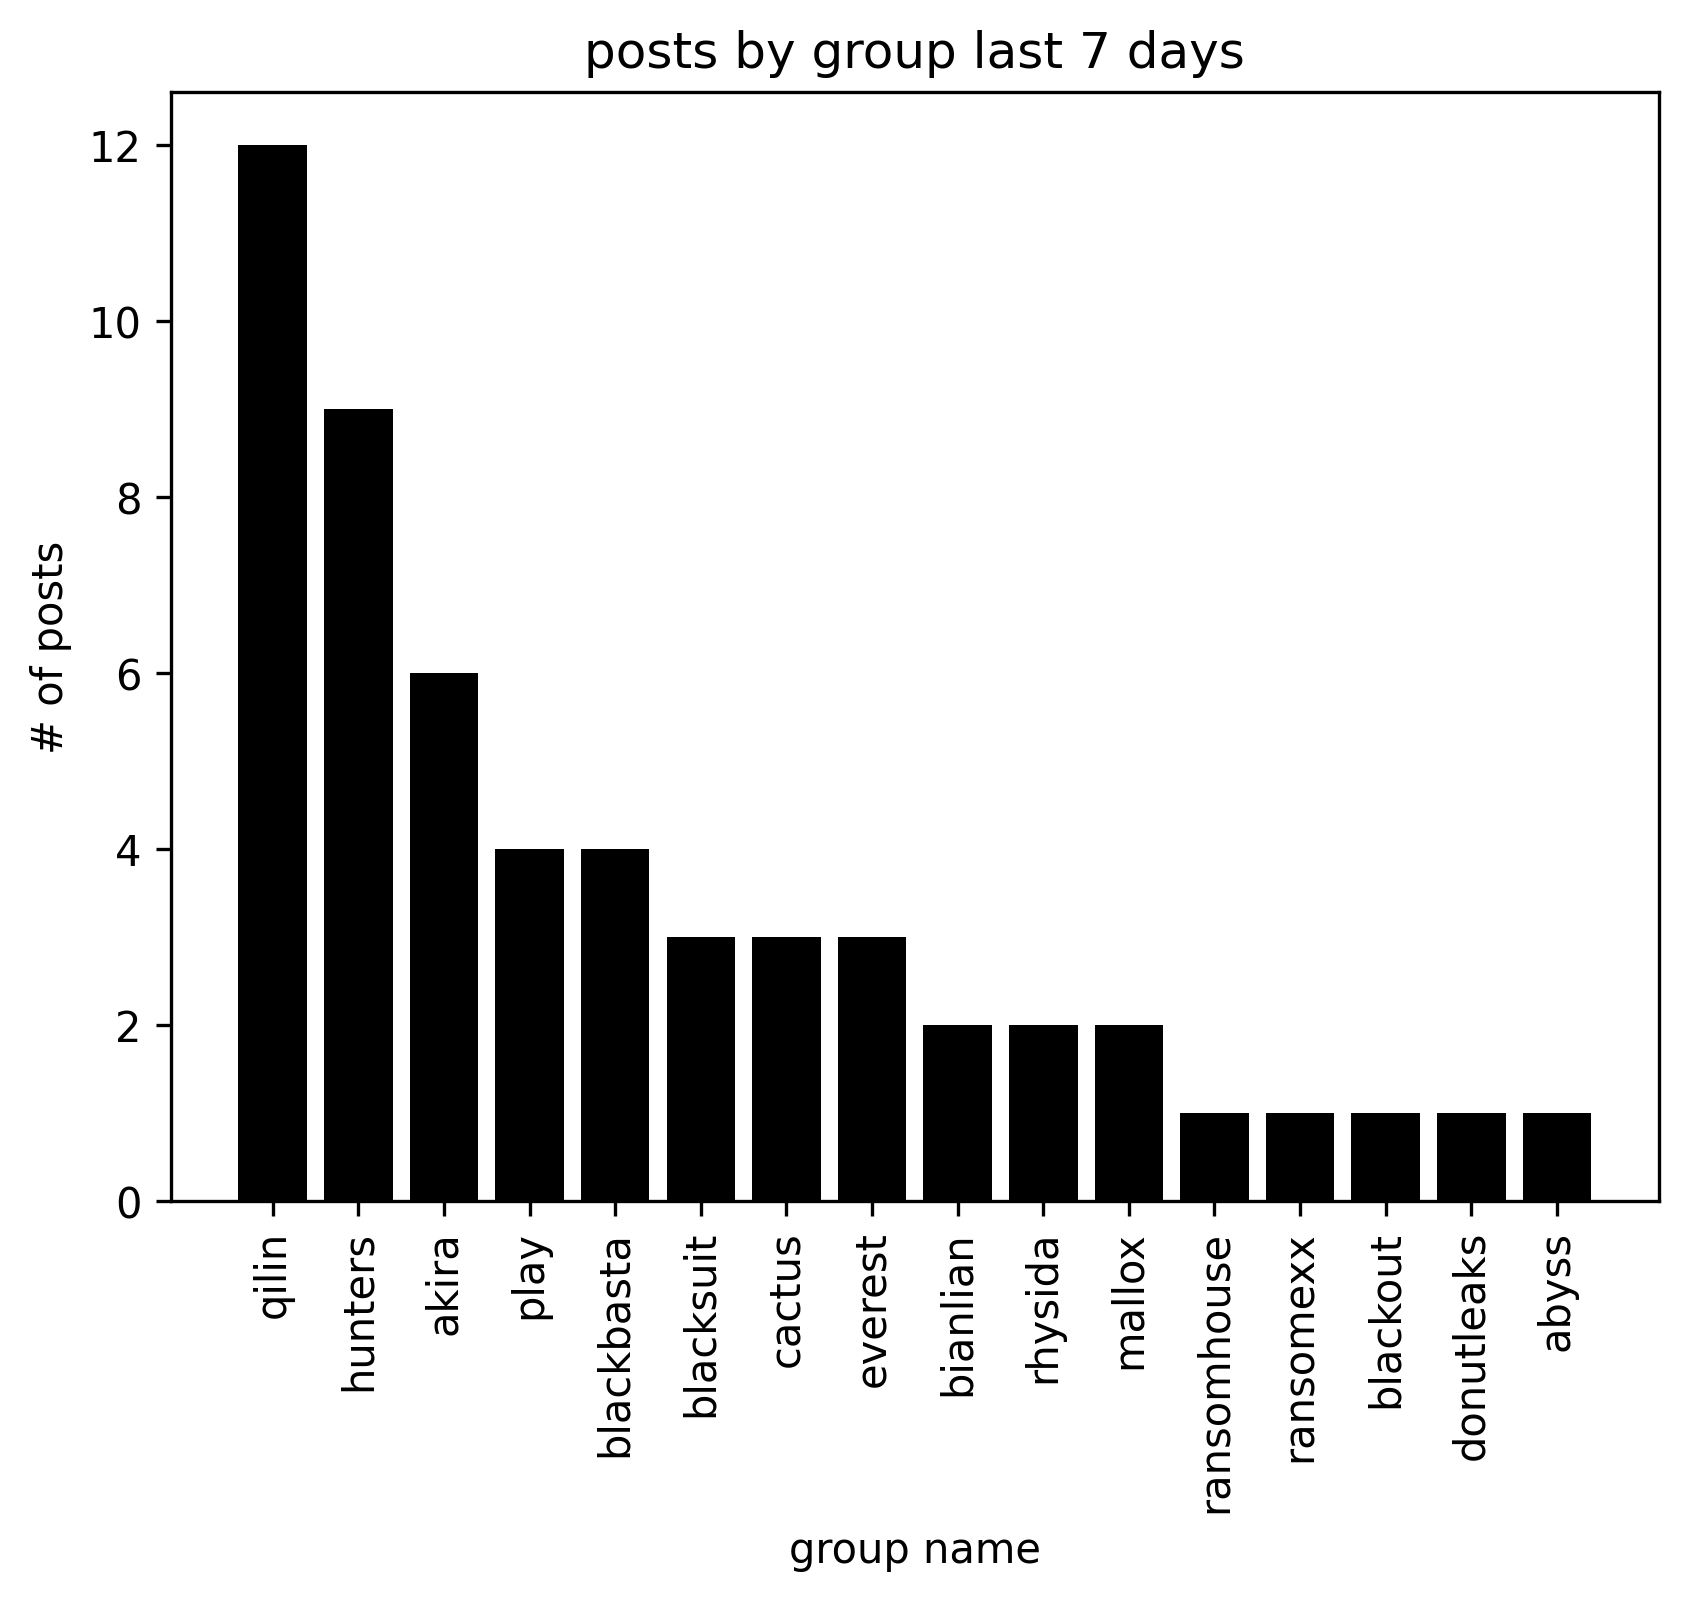 posts by group last 7 days
12
10
8
6
4
2
0
# of posts
qilin
hunters
akira
play
blackbasta
blacksuit
cactus
everest
bianlian
rhysida
mallox
ransomhouse
ransomexx
blackout
donutleaks
abyss
group name